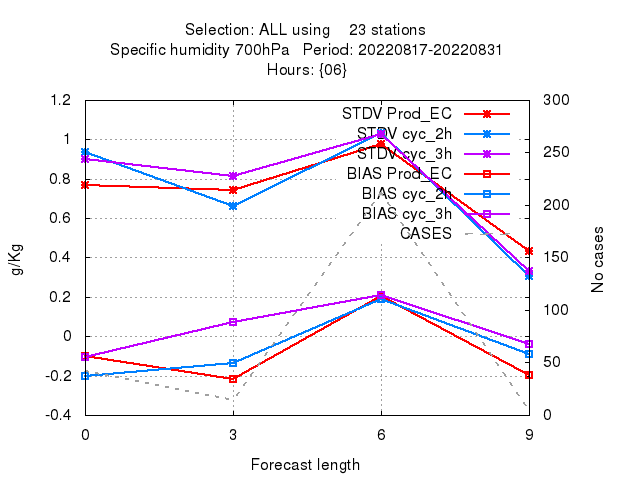 Selection: ALL using 23 stations
Specific humidity 700hPa Period: 20220817-20220831
Hours: {06}
1.2
1
0.8
0.6
0.4
0.2
0
-0.2
-0.4
g/Kg
STDV Prod_EC
STDV cyc_2h
STDV cyc_3h
BIAS Prod_EC
BIAS cyc_2h
BIAS cyc_3h
CASES
300
250
200
150
100
50
0
No cases
0 3 6 9
Forecast length